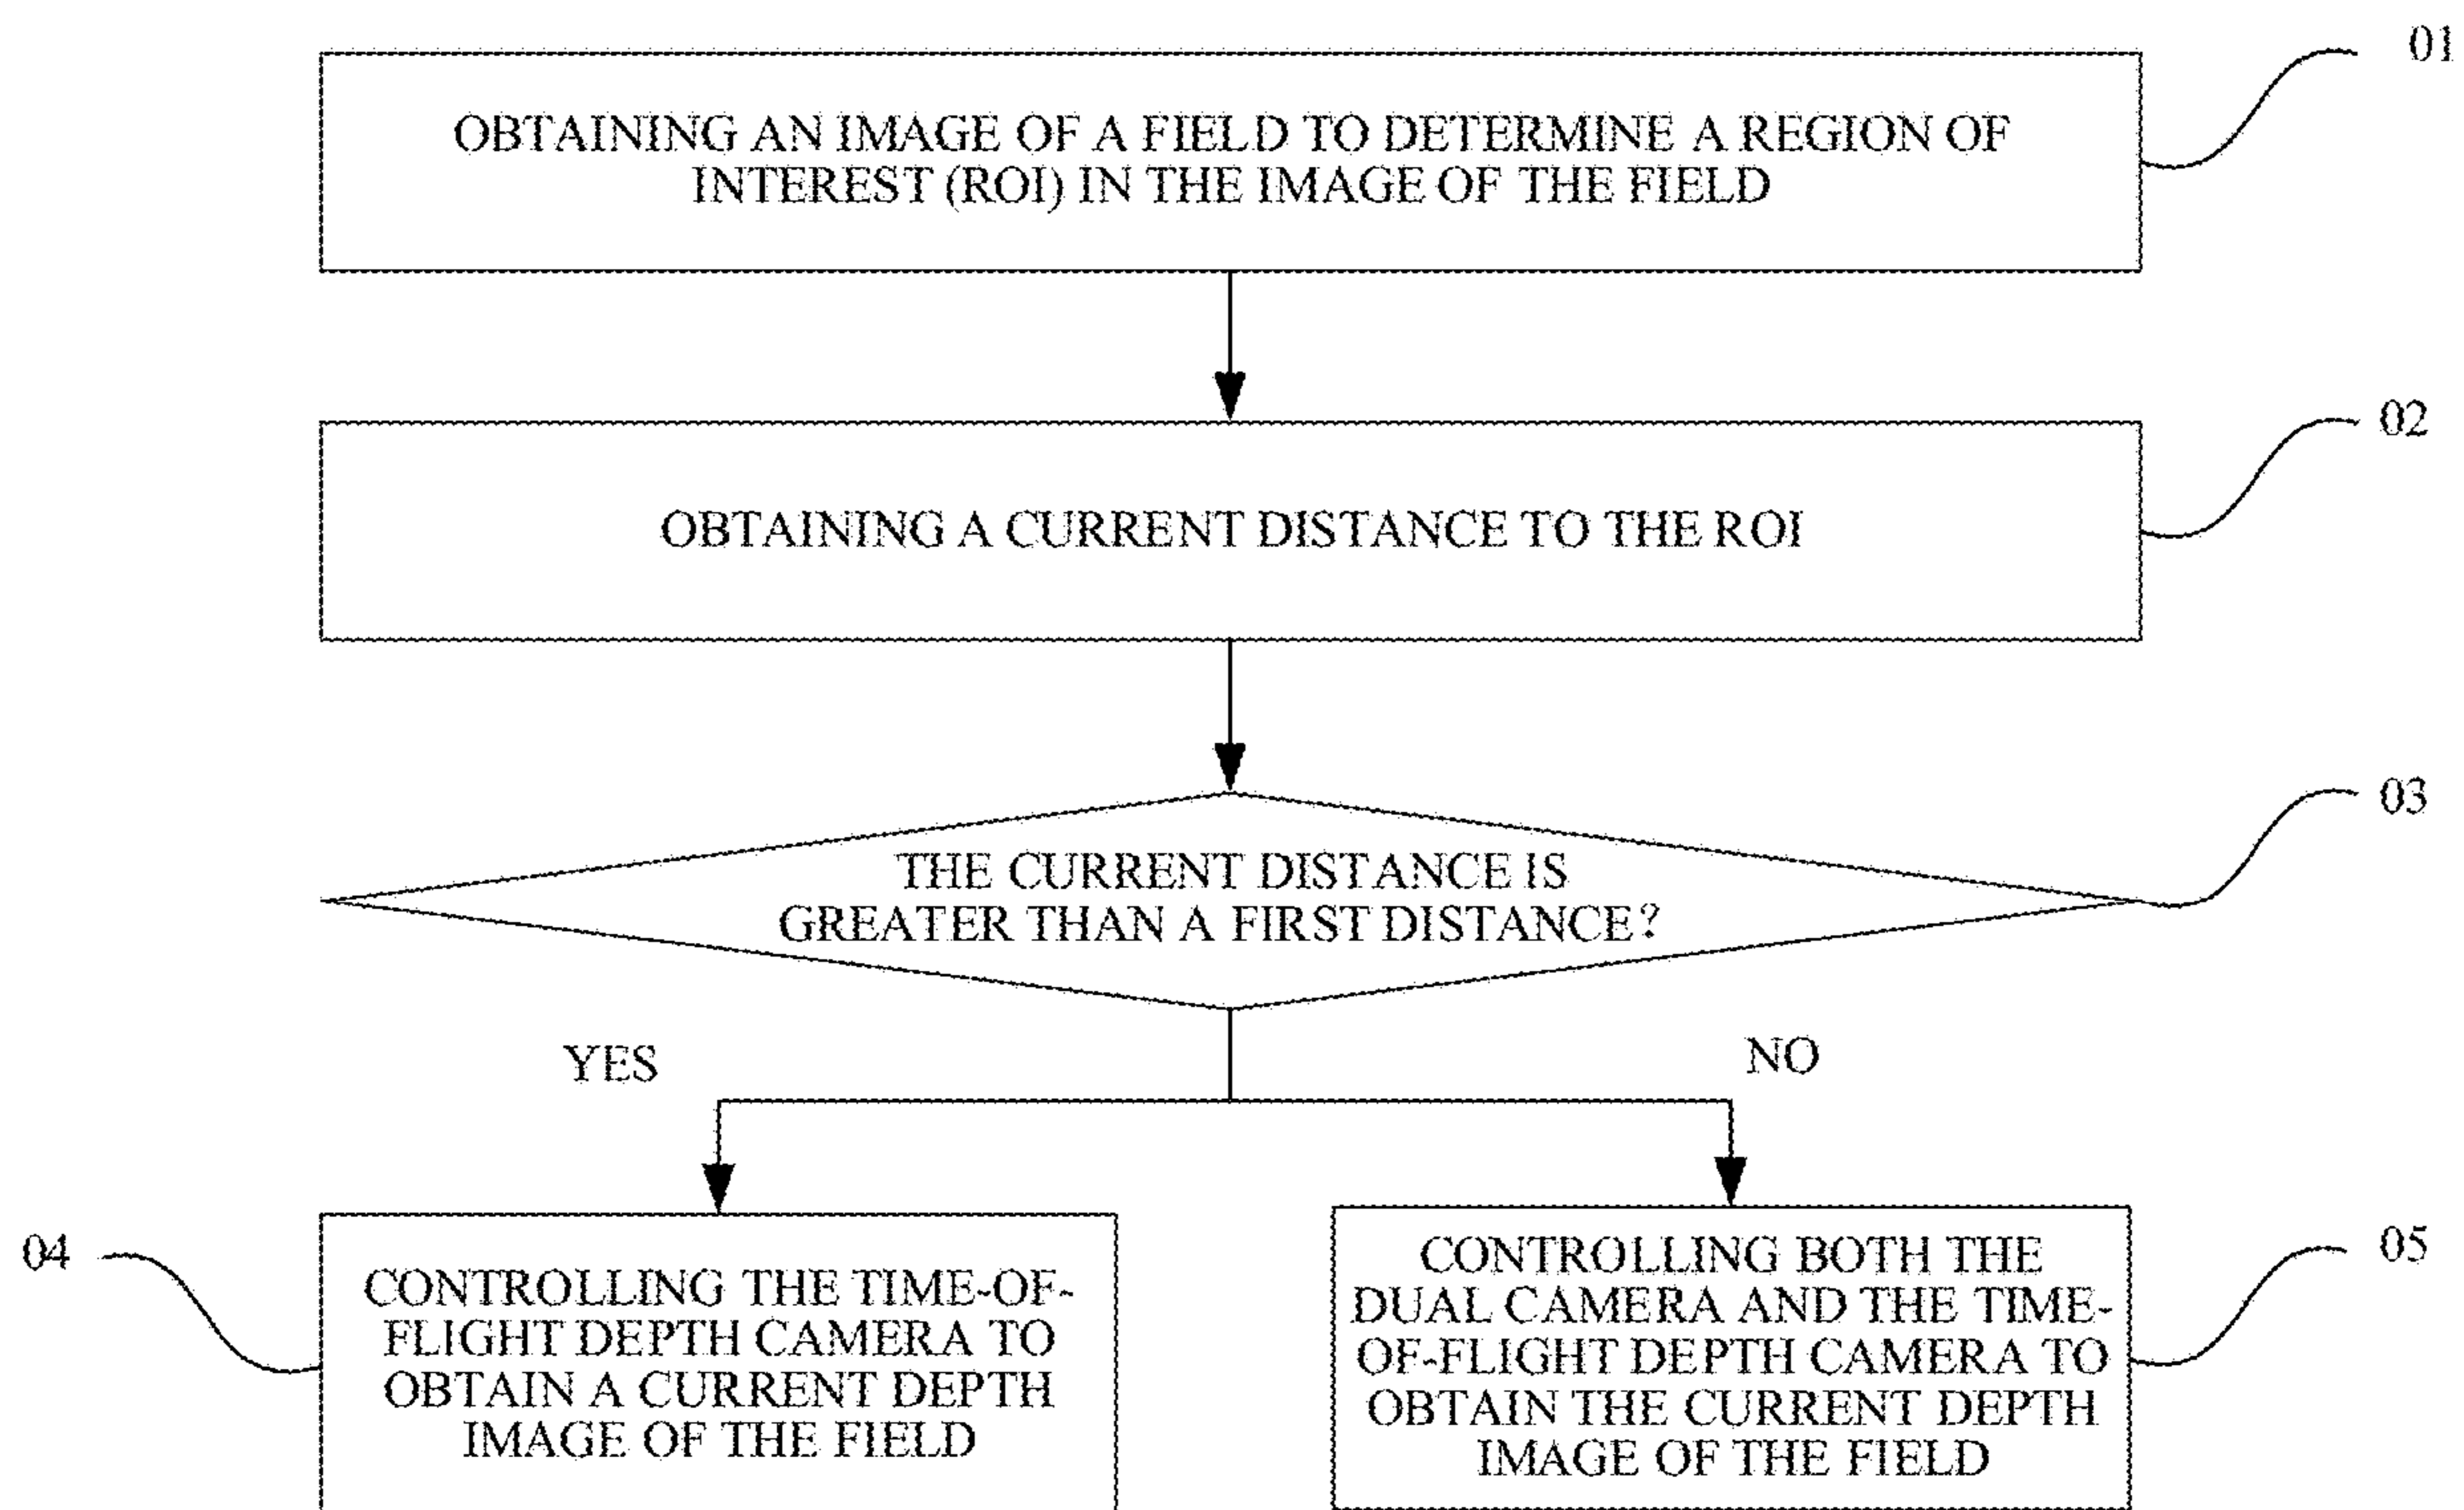 01
OBTAINING AN IMAGE OF A FIELD TO DETERMINE A REGION OF
INTEREST (ROI) IN THE IMAGE OF THE FIELD
02
OBTAINING A CURRENT DISTANCE TO THE ROI
03
THE CURRENT DISTANCE IS
GREATER THAN A FIRST DISTANCE?
YES
NO
04
CONTROLLING THE TIME-OF-
FLIGHT DEPTH CAMERA TO
OBTAIN A CURRENT DEPTH
IMAGE OF THE FIELD
05
CONTROLLING BOTH THE
DUAL CAMERA AND THE TIME-
OF-FLIGHT DEPTH CAMERA TO
OBTAIN THE CURRENT DEPTH
IMAGE OF THE FIELD